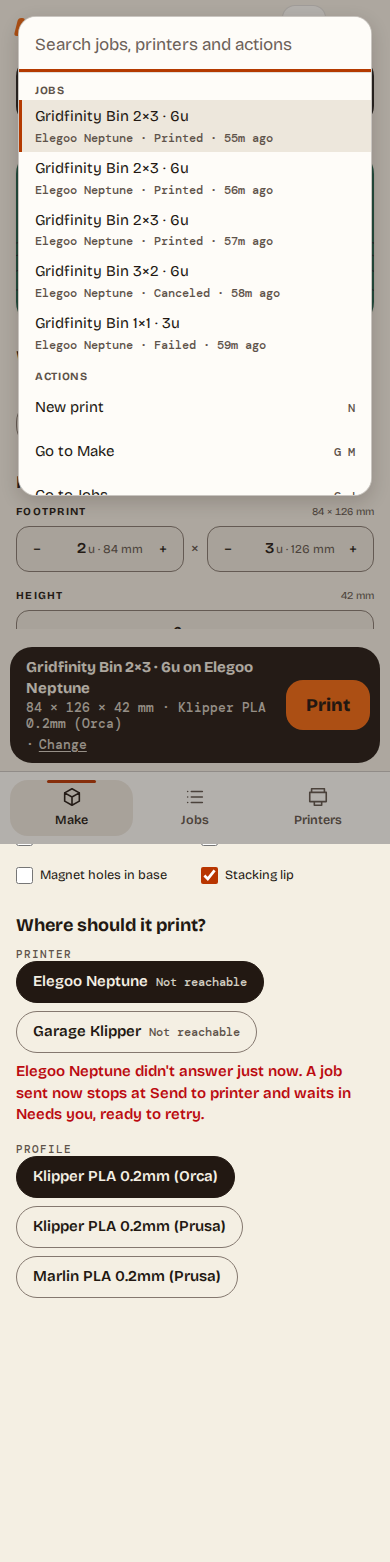 Search jobs, printers and actions
JOBS
Gridfinity Bin 2×3 · 6u
Elegoo Neptune · Printed · 55m ago
Gridfinity Bin 2×3 · 6u
Elegoo Neptune · Printed · 56m ago
Gridfinity Bin 2×3 · 6u
Elegoo Neptune · Printed · 57m ago
Gridfinity Bin 3×2 · 6u
Elegoo Neptune · Canceled · 58m ago
Gridfinity Bin 1×1 · 3u
Elegoo Neptune · Failed · 59m ago
ACTIONS
New print N
Go to Make G M
Go to Jobs G J
FOOTPRINT 84 × 126 mm
− 2 u · 84 mm + × − 3 u · 126 mm +
HEIGHT 42 mm
Gridfinity Bin 2×3 · 6u on Elegoo
Neptune
84 × 126 × 42 mm · Klipper PLA
0.2mm (Orca)
· Change
Print
Make Jobs Printers
Magnet holes in base Stacking lip
Where should it print?
PRINTER
Elegoo Neptune Not reachable
Garage Klipper Not reachable
Elegoo Neptune didn't answer just now. A job
sent now stops at Send to printer and waits in
Needs you, ready to retry.
PROFILE
Klipper PLA 0.2mm (Orca)
Klipper PLA 0.2mm (Prusa)
Marlin PLA 0.2mm (Prusa)